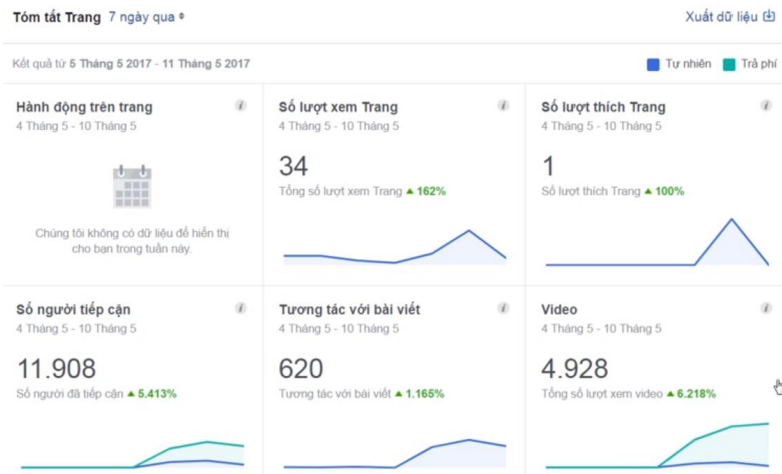 Tóm tắt Trang 7 ngày qua
Xuất dữ liệu
Kết quả từ 5 Tháng 5 2017 - 11 Tháng 5 2017
Tự nhiên Trả phí
Hành động trên trang i
4 Tháng 5 - 10 Tháng 5
Chúng tôi không có dữ liệu để hiển thị
cho bạn trong tuần này.
Số lượt xem Trang i
4 Tháng 5 - 10 Tháng 5
34
Tổng số lượt xem Trang ▲ 162%
Số lượt thích Trang i
4 Tháng 5 - 10 Tháng 5
1
Số lượt thích Trang ▲ 100%
Số người tiếp cận i
4 Tháng 5 - 10 Tháng 5
11.908
Số người đã tiếp cận ▲ 5.413%
Tương tác với bài viết i
4 Tháng 5 - 10 Tháng 5
620
Tương tác với bài viết ▲ 1.165%
Video i
4 Tháng 5 - 10 Tháng 5
4.928
Tổng số lượt xem video ▲ 6.218%